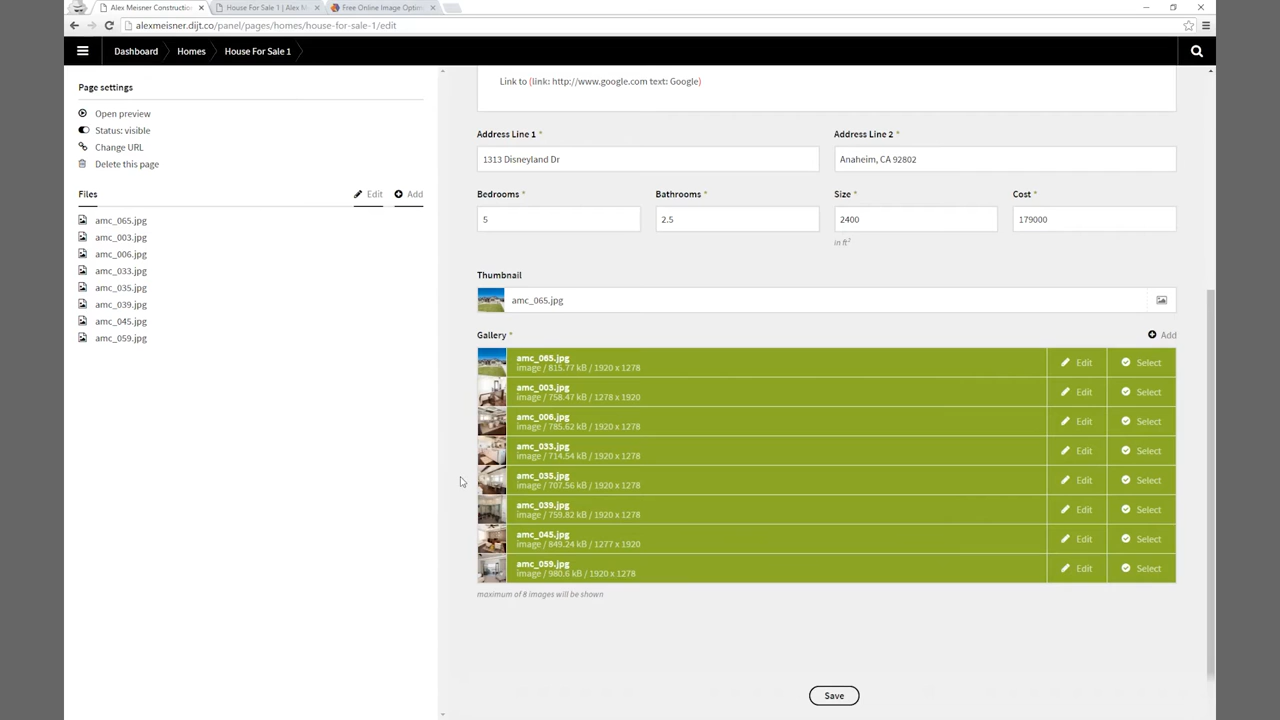 Alex Meisner Constructio
House For Sale 1 | Alex M
Free Online Image Optim
alexmeisner.dijt.co/panel/pages/homes/house-for-sale-1/edit
Dashboard Homes House For Sale 1
Page settings
Open preview
Status: visible
Change URL
Delete this page
Files Edit Add
amc_065.jpg
amc_003.jpg
amc_006.jpg
amc_033.jpg
amc_035.jpg
amc_039.jpg
amc_045.jpg
amc_059.jpg
Link to (link: http://www.google.com text: Google)
Address Line 1 * Address Line 2 *
1313 Disneyland Dr Anaheim, CA 92802
Bedrooms * Bathrooms * Size * Cost *
5 2.5 2400 179000
in ft²
Thumbnail
amc_065.jpg
Gallery * Add
amc_065.jpg
image / 815.77 kB / 1920 x 1278 Edit Select
amc_003.jpg
image / 758.47 kB / 1278 x 1920 Edit Select
amc_006.jpg
image / 785.62 kB / 1920 x 1278 Edit Select
amc_033.jpg
image / 714.54 kB / 1920 x 1278 Edit Select
amc_035.jpg
image / 707.56 kB / 1920 x 1278 Edit Select
amc_039.jpg
image / 759.82 kB / 1920 x 1278 Edit Select
amc_045.jpg
image / 849.24 kB / 1277 x 1920 Edit Select
amc_059.jpg
image / 980.6 kB / 1920 x 1278 Edit Select
maximum of 8 images will be shown
Save